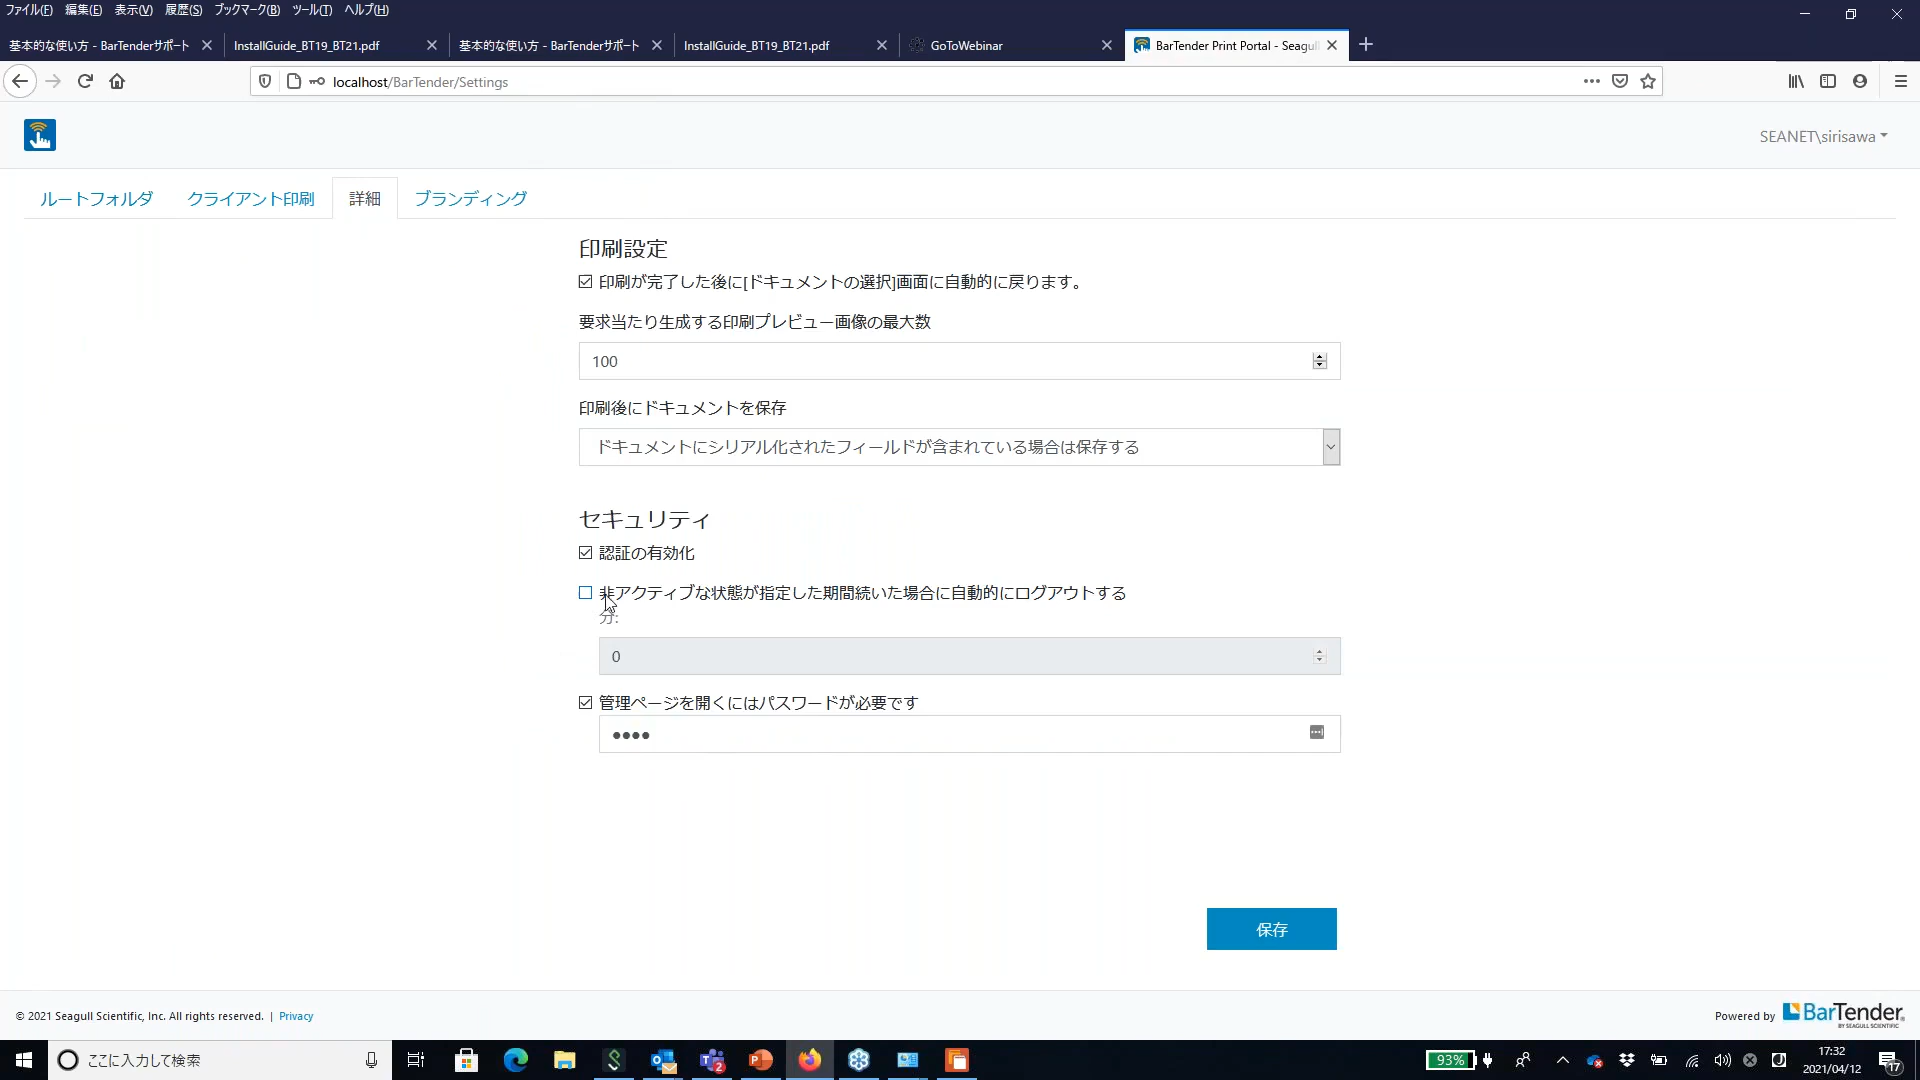 ファイル(F) 編集(E) 表示(V) 履歴(S) ブックマーク(B) ツール(T) ヘルプ(H)
基本的な使い方 - BarTenderサポート InstallGuide_BT19_BT21.pdf 基本的な使い方 - BarTenderサポート InstallGuide_BT19_BT21.pdf GoToWebinar BarTender Print Portal - Seagull
localhost/BarTender/Settings
SEANET\sirisawa
ルートフォルダ クライアント印刷 詳細 ブランディング
印刷設定
印刷が完了した後に[ドキュメントの選択]画面に自動的に戻ります。
要求当たり生成する印刷プレビュー画像の最大数
100
印刷後にドキュメントを保存
ドキュメントにシリアル化されたフィールドが含まれている場合は保存する
セキュリティ
認証の有効化
非アクティブな状態が指定した期間続いた場合に自動的にログアウトする
分:
0
管理ページを開くにはパスワードが必要です
••••
保存
© 2021 Seagull Scientific, Inc. All rights reserved. | Privacy
Powered by BarTender
BY SEAGULL SCIENTIFIC
ここに入力して検索
93%
17:32
2021/04/12
17